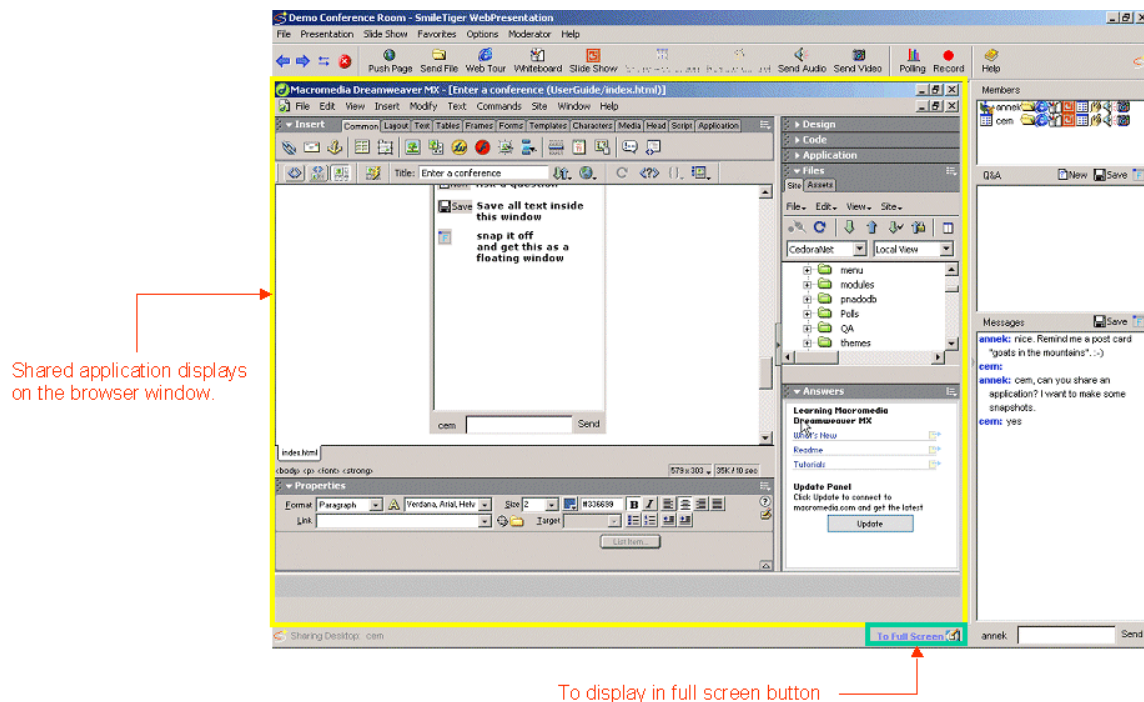 Demo Conference Room - SmileTiger WebPresentation
File Presentation Slide Show Favorites Options Moderator Help
Push Page Send File Web Tour Whiteboard Slide Show Send Audio Send Video Polling Record Help
Macromedia Dreamweaver MX - [Enter a conference (UserGuide/index.html)]
File Edit View Insert Modify Text Commands Site Window Help
Insert Common Layout Text Tables Frames Forms Templates Characters Media Head Script Application
Title: Enter a conference
Ask a question
Save Save all text inside
this window
snap it off
and get this as a
floating window
cem Send
index.html
<body> <p> <font> <strong>
579 x 303 35K / 10 sec
Properties
Format Paragraph Verdana, Arial, Helv Size 2 #336699 B I
Link Target
List Item...
Design
Code
Application
Files
Site Assets
File Edit View Site
CedoraNet Local View
menu
modules
pnadodb
Polls
QA
themes
Answers
Learning Macromedia
Dreamweaver MX
What's New
Readme
Tutorials
Update Panel
Click Update to connect to
macromedia.com and get the latest
Update
Members
annek
cem
Q&A New Save
Messages Save
annek: nice. Remind me a post card
"goats in the mountains". :-)
cem:
annek: cem, can you share an
application? I want to make some
snapshots.
cem: yes
Sharing Desktop: cem
To Full Screen
annek Send
Shared application displays
on the browser window.
To display in full screen button